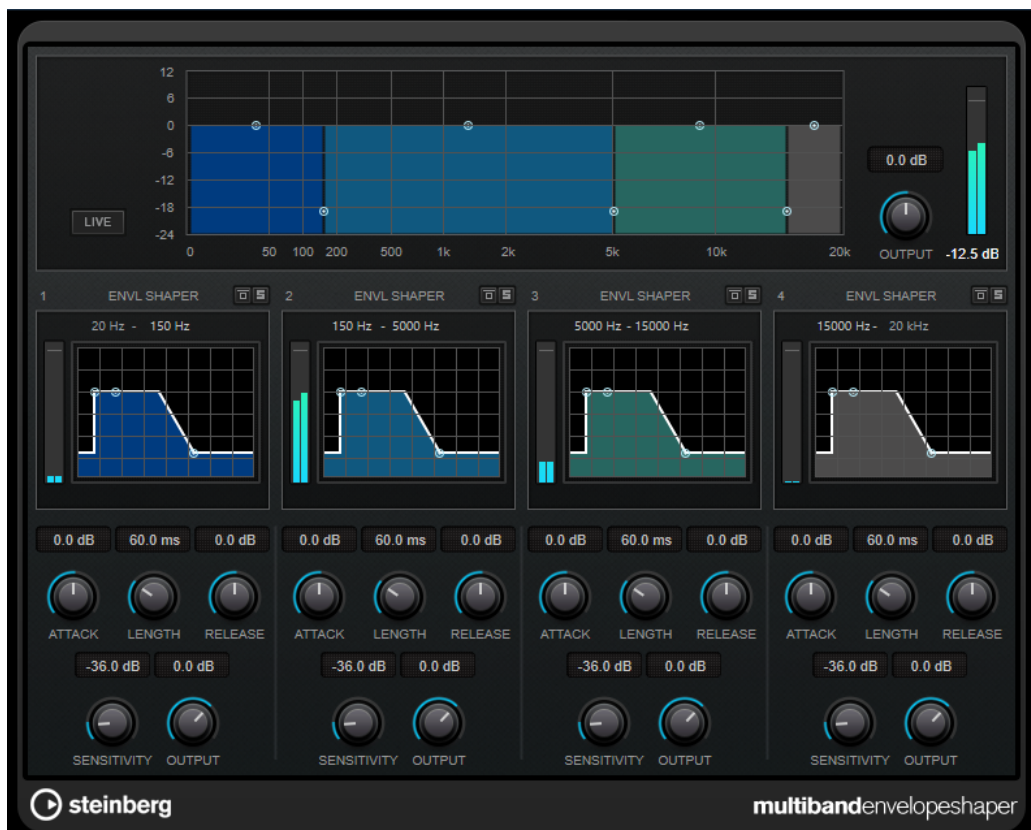 12
6
0
-6
-12
-18
-24
LIVE
0 50 100 200 500 1k 2k 5k 10k 20k
0.0 dB
OUTPUT -12.5 dB
1 ENVL SHAPER S 2 ENVL SHAPER S 3 ENVL SHAPER S 4 ENVL SHAPER S
20 Hz - 150 Hz 150 Hz - 5000 Hz 5000 Hz - 15000 Hz 15000 Hz - 20 kHz
0.0 dB 60.0 ms 0.0 dB 0.0 dB 60.0 ms 0.0 dB 0.0 dB 60.0 ms 0.0 dB 0.0 dB 60.0 ms 0.0 dB
ATTACK LENGTH RELEASE ATTACK LENGTH RELEASE ATTACK LENGTH RELEASE ATTACK LENGTH RELEASE
-36.0 dB 0.0 dB -36.0 dB 0.0 dB -36.0 dB 0.0 dB -36.0 dB 0.0 dB
SENSITIVITY OUTPUT SENSITIVITY OUTPUT SENSITIVITY OUTPUT SENSITIVITY OUTPUT
steinberg multibandenvelopeshaper